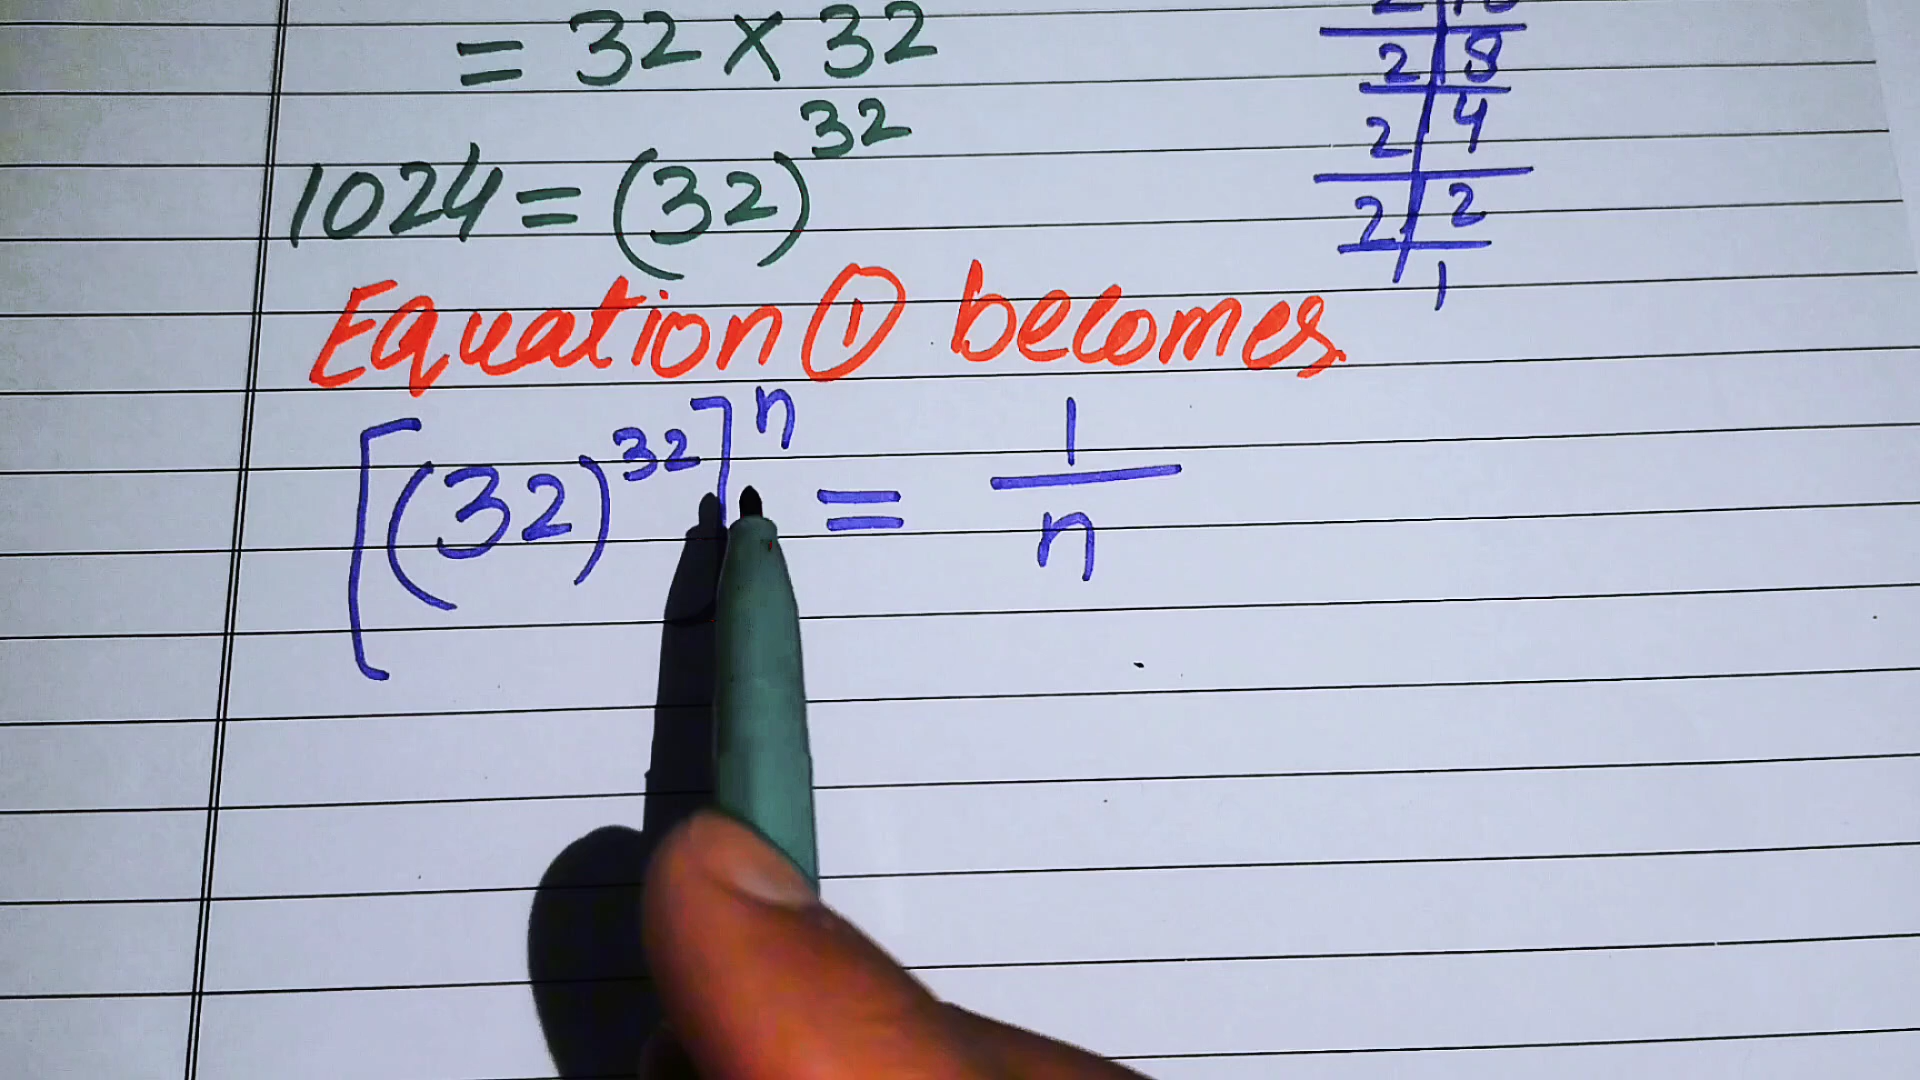 = 32 × 32
1024 = (32)^32
Equation ① becomes
[(32)^32]^n = 1/n
2 | 8
2 | 4
2 | 2
1